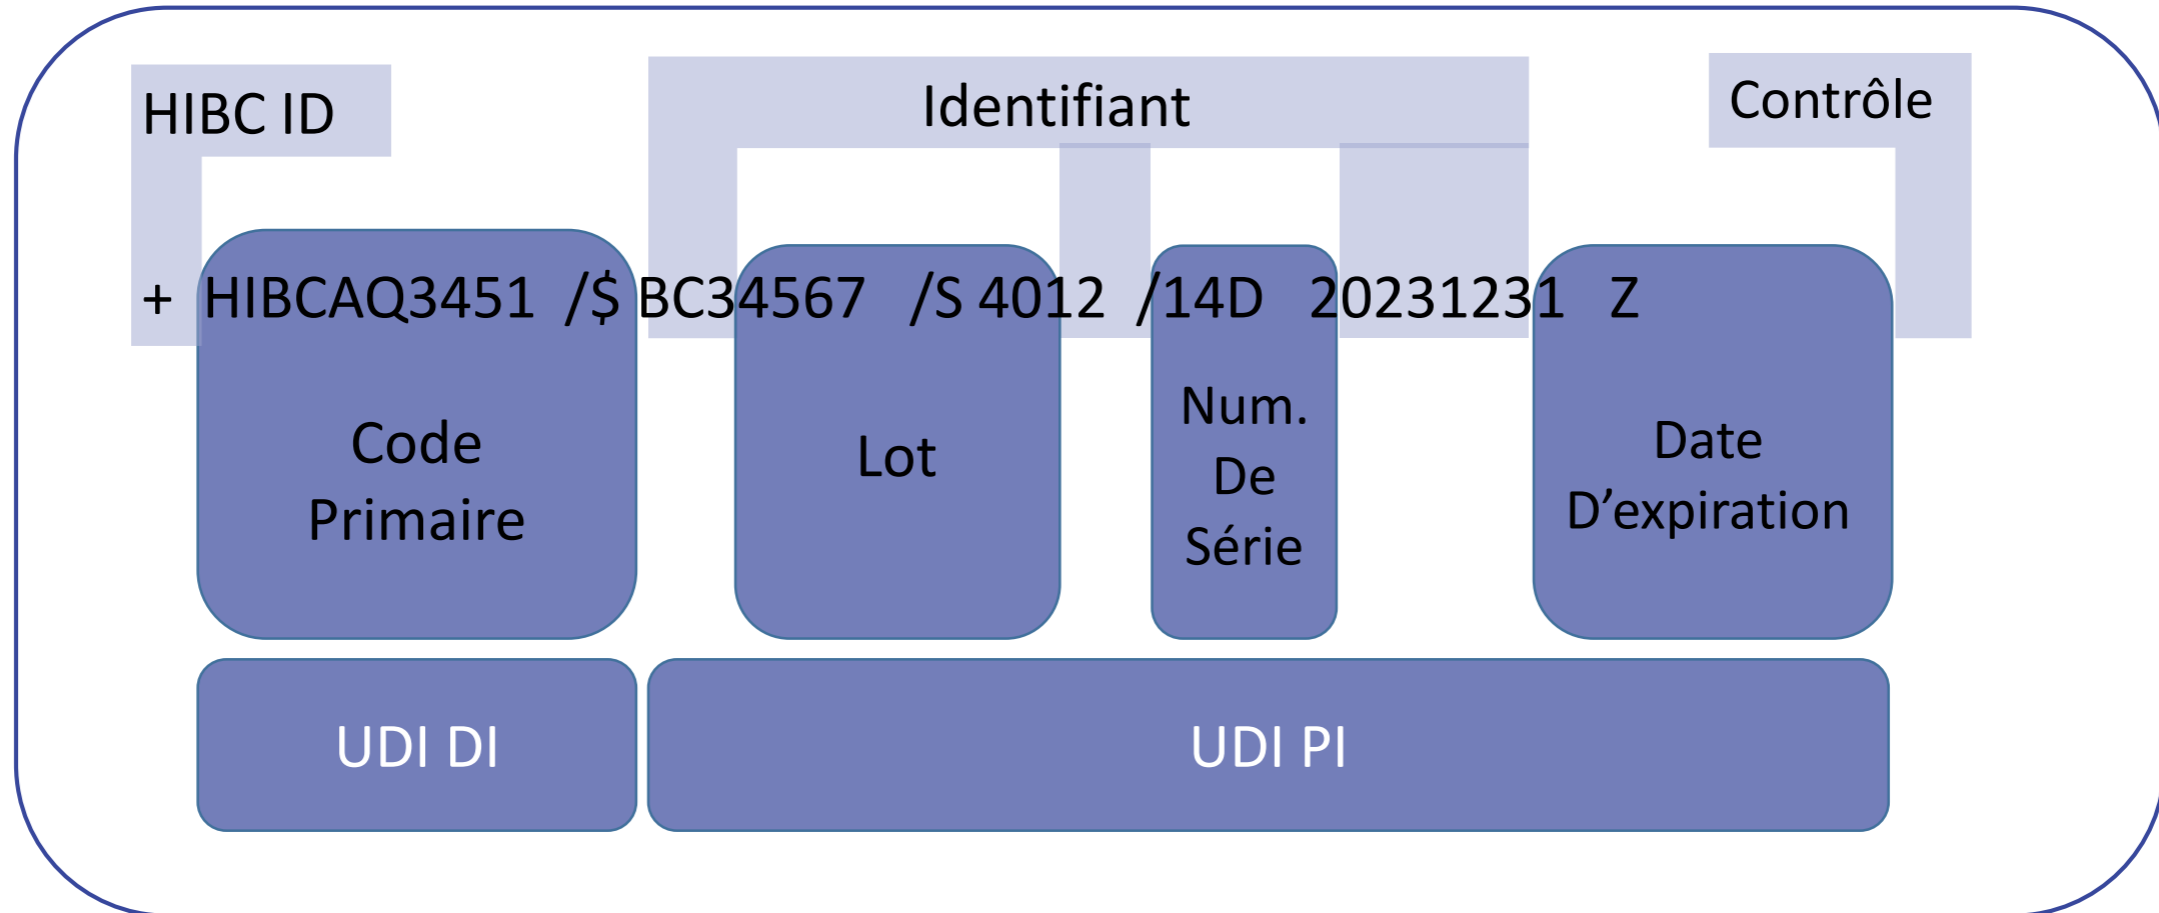 HIBC ID
Identifiant
Contrôle
+ HIBCAQ3451 /$ BC34567 /S 4012 /14D 20231231 Z
Code
Primaire
Lot
Num.
De
Série
Date
D’expiration
UDI DI
UDI PI